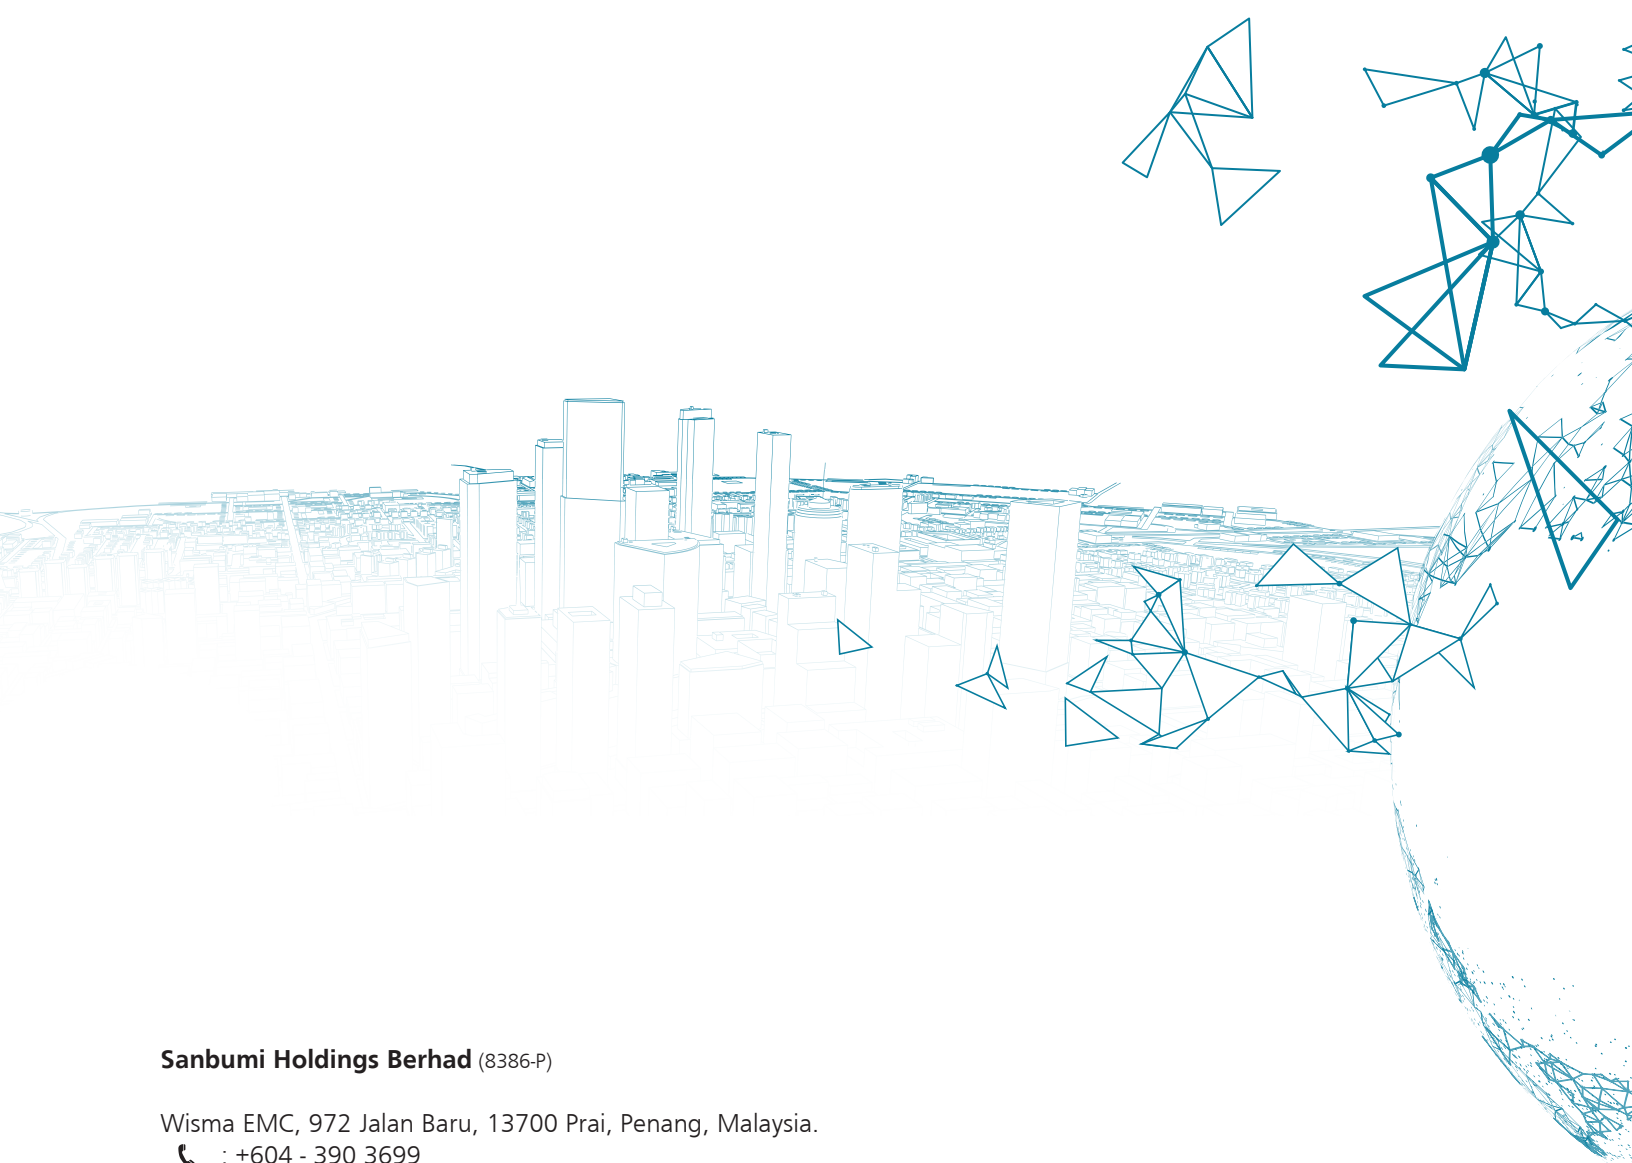 Sanbumi Holdings Berhad (8386-P)
Wisma EMC, 972 Jalan Baru, 13700 Prai, Penang, Malaysia.
: +604 - 390 3699